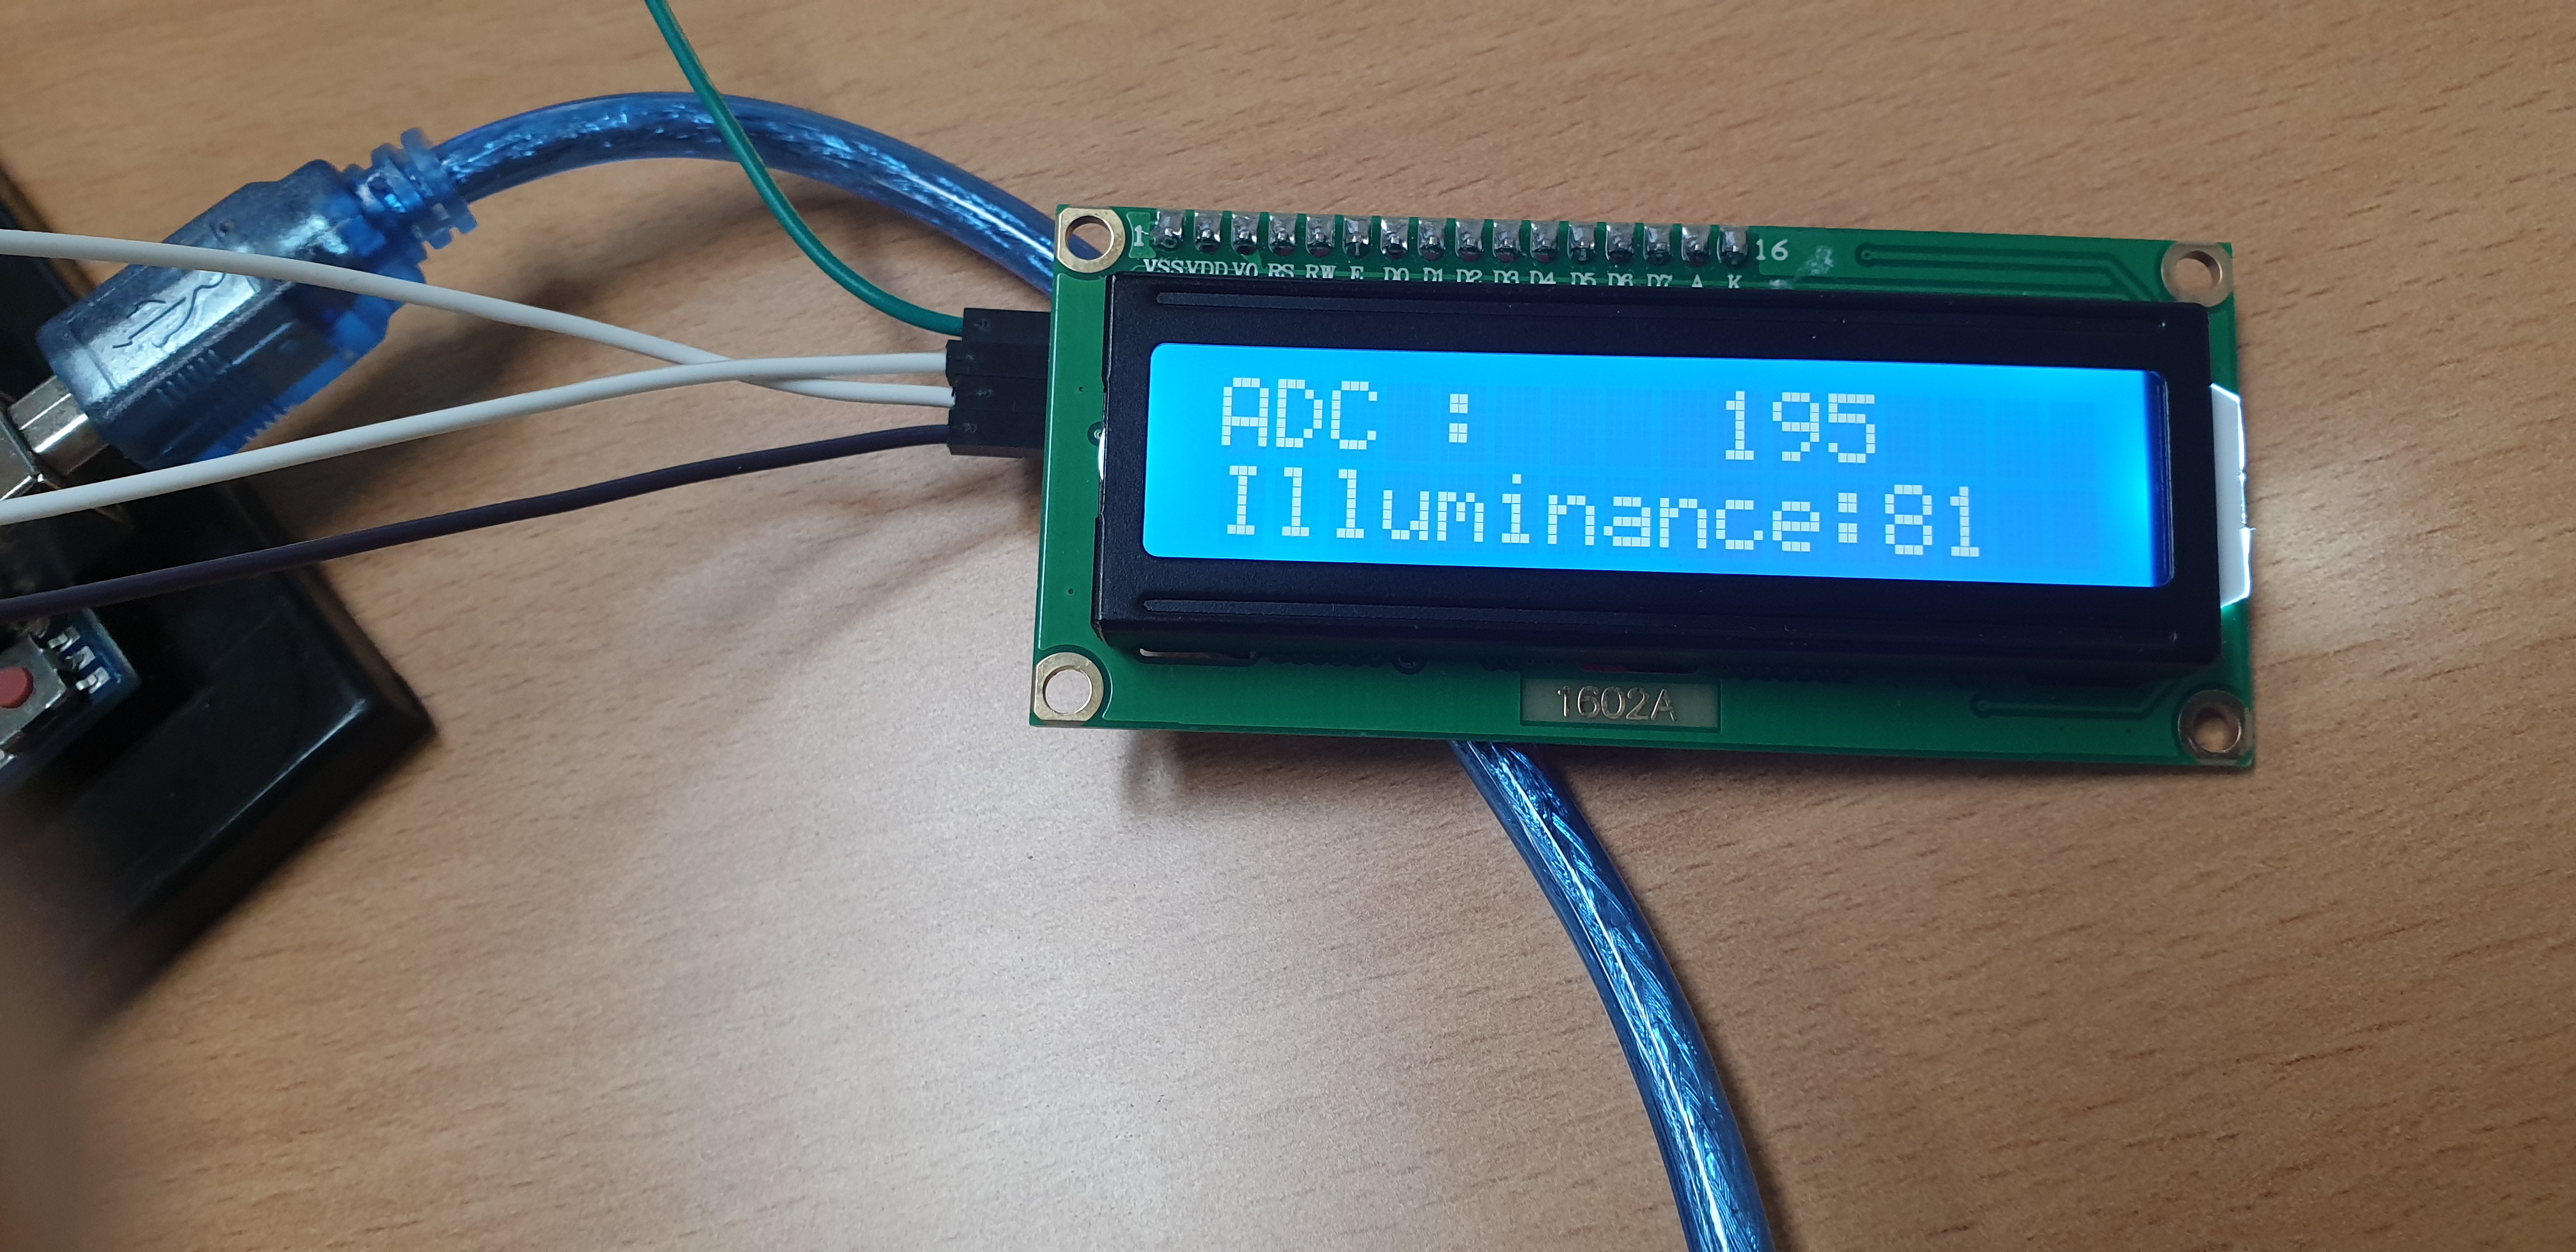 1 16
VSS VDD V0 RS RW E D0 D1 D2 D3 D4 D5 D6 D7 A K
ADC : 195
Illuminance:81
1602A